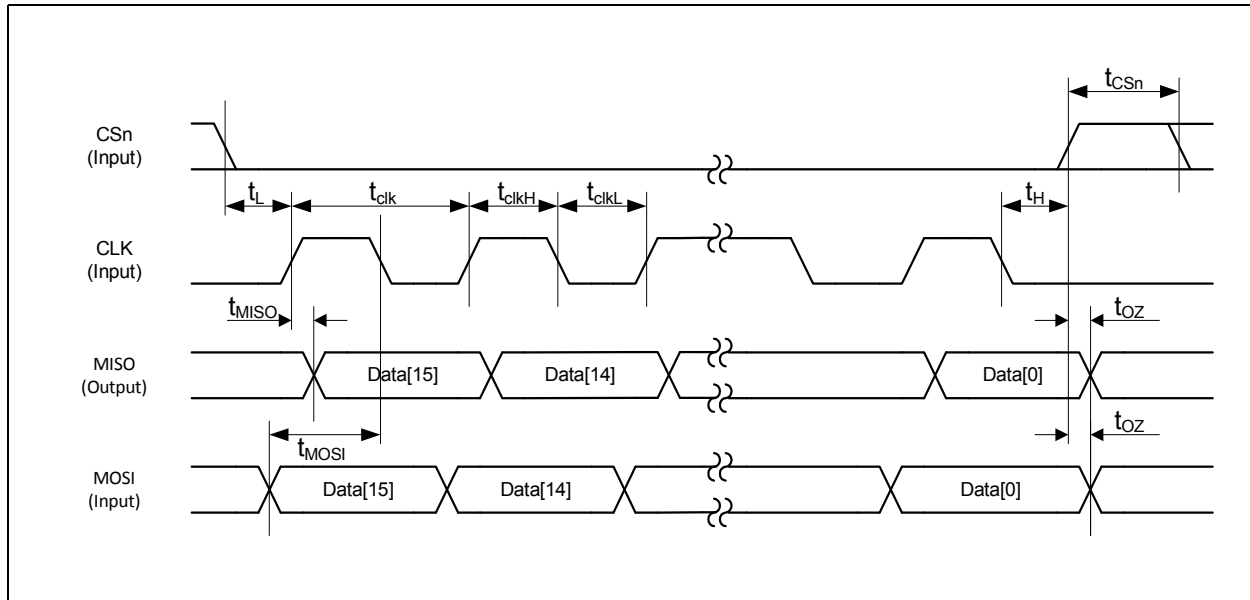 tCSn
CSn
(Input)
tL
tclk
tclkH
tclkL
tH
CLK
(Input)
tMISO
tOZ
MISO
(Output)
Data[15]
Data[14]
Data[0]
tMOSI
tOZ
MOSI
(Input)
Data[15]
Data[14]
Data[0]